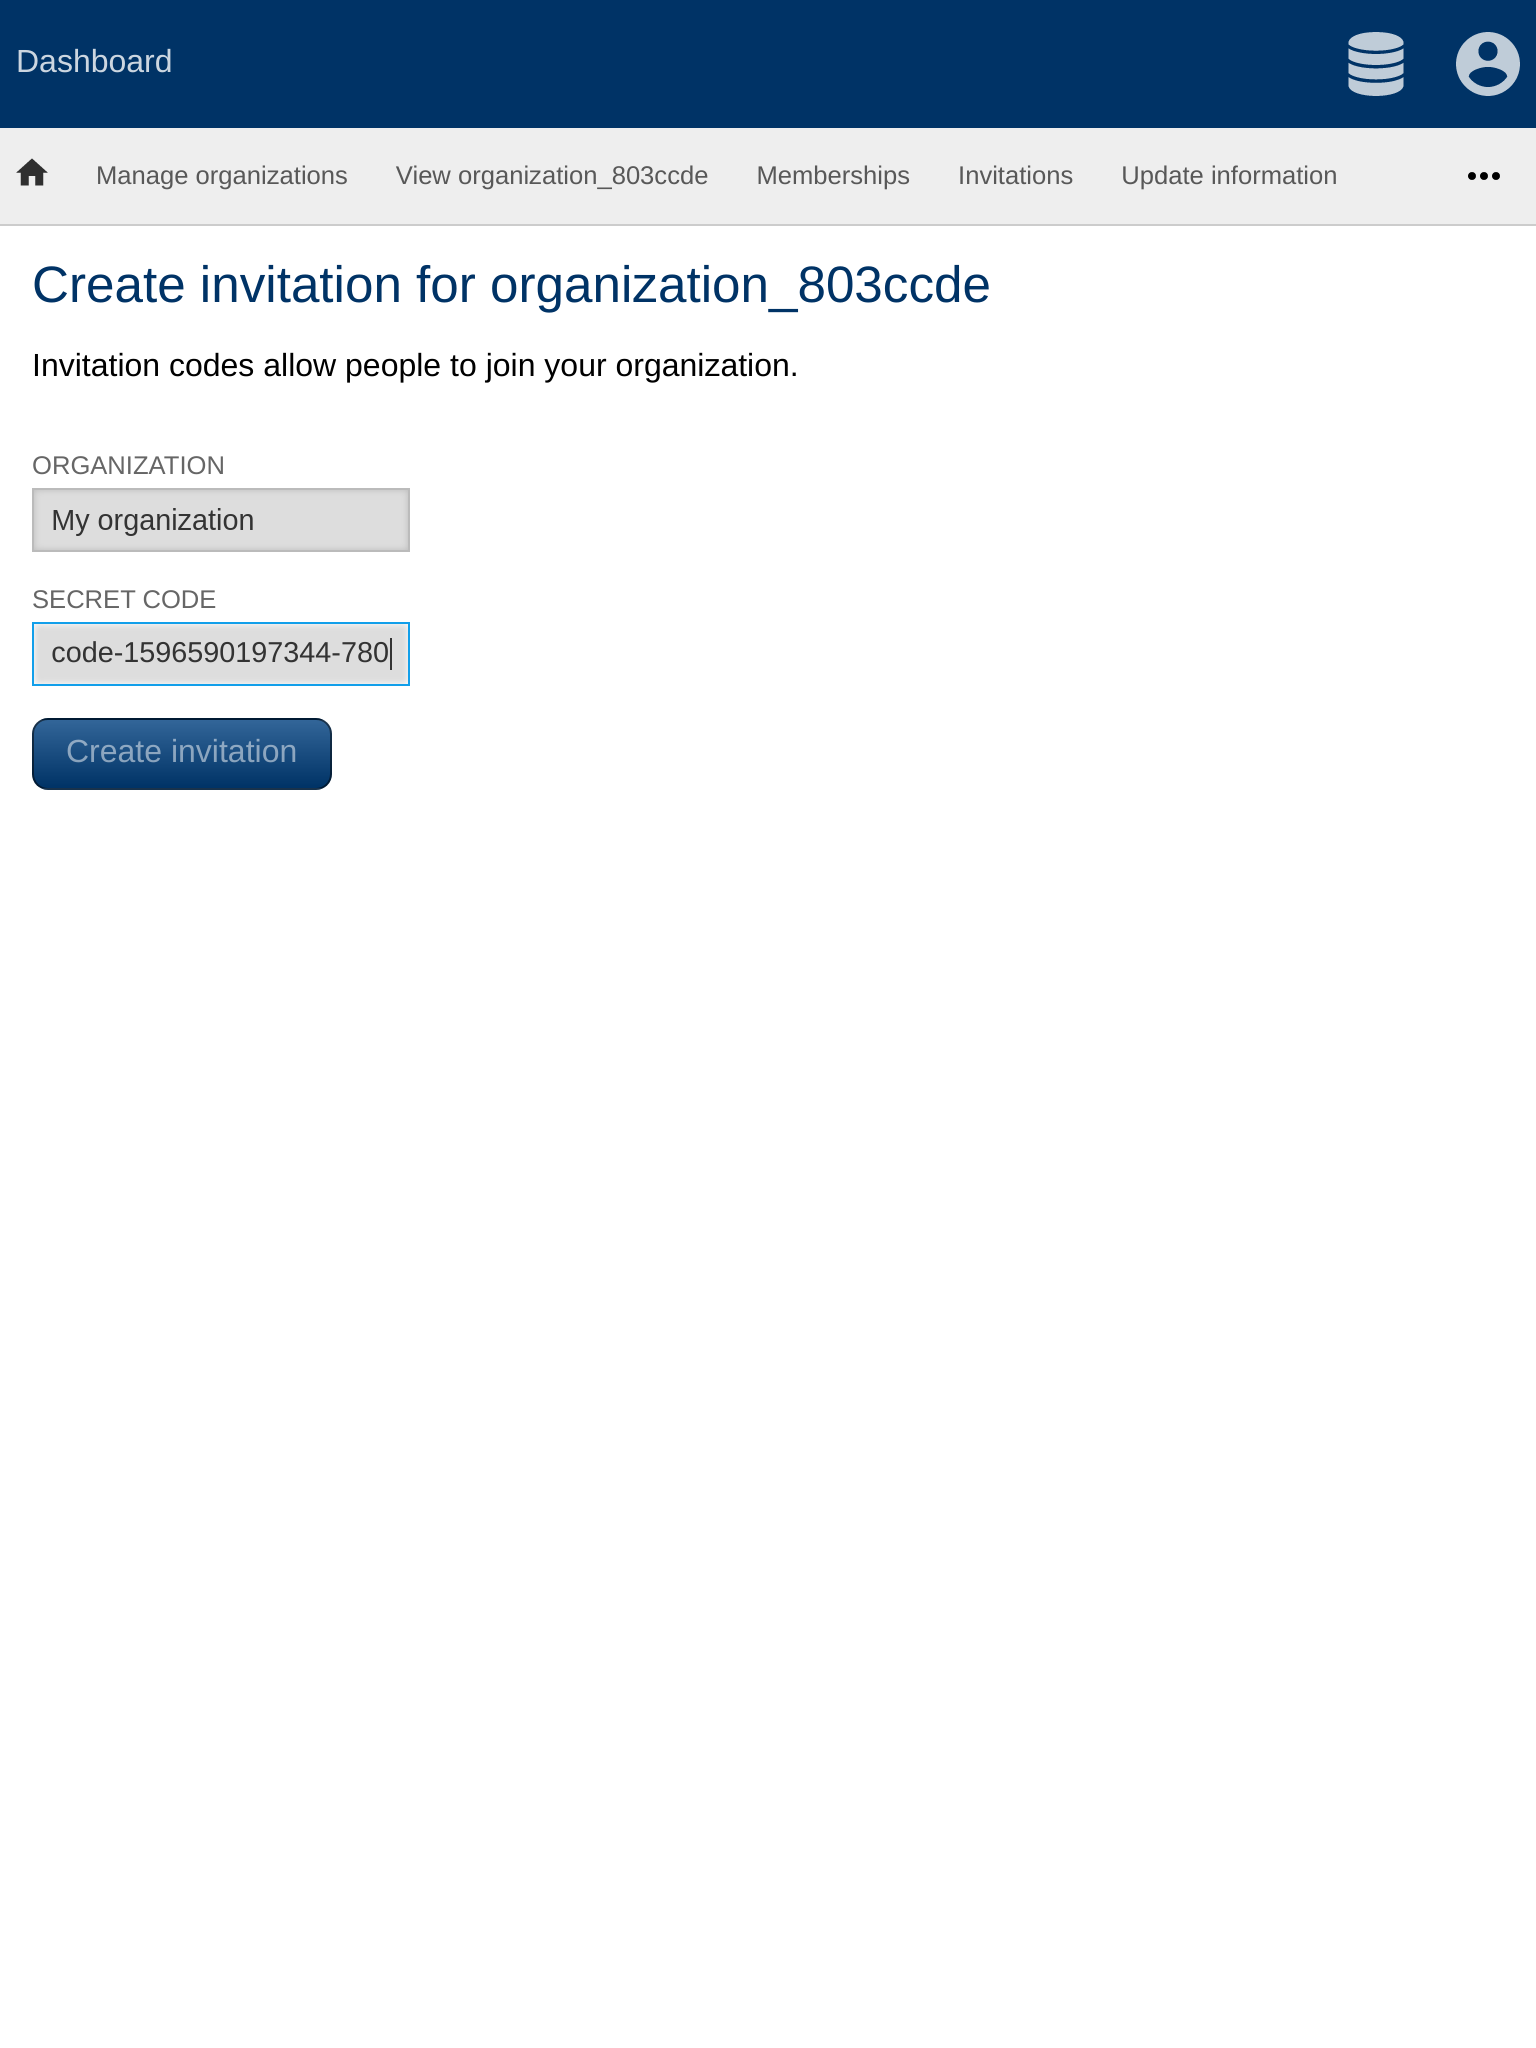 Dashboard
Manage organizations View organization_803ccde Memberships Invitations Update information
Create invitation for organization_803ccde
Invitation codes allow people to join your organization.
ORGANIZATION
My organization
SECRET CODE
code-1596590197344-780
Create invitation